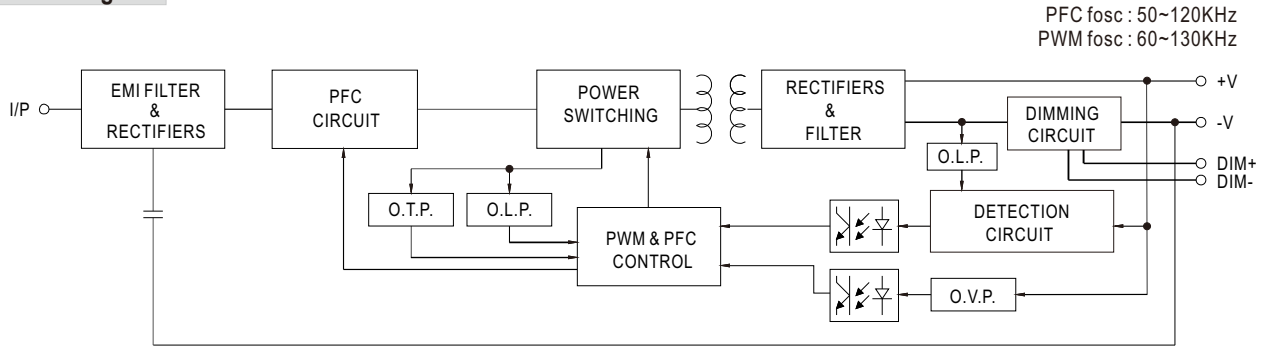 PFC fosc : 50~120KHz
PWM fosc : 60~130KHz
I/P
EMI FILTER
&
RECTIFIERS
PFC
CIRCUIT
POWER
SWITCHING
RECTIFIERS
&
FILTER
+V
DIMMING
CIRCUIT
-V
O.L.P.
DIM+
DIM-
O.T.P.
O.L.P.
PWM & PFC
CONTROL
DETECTION
CIRCUIT
O.V.P.